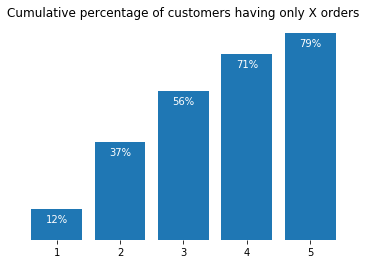 Cumulative percentage of customers having only X orders
12%
37%
56%
71%
79%
1 2 3 4 5